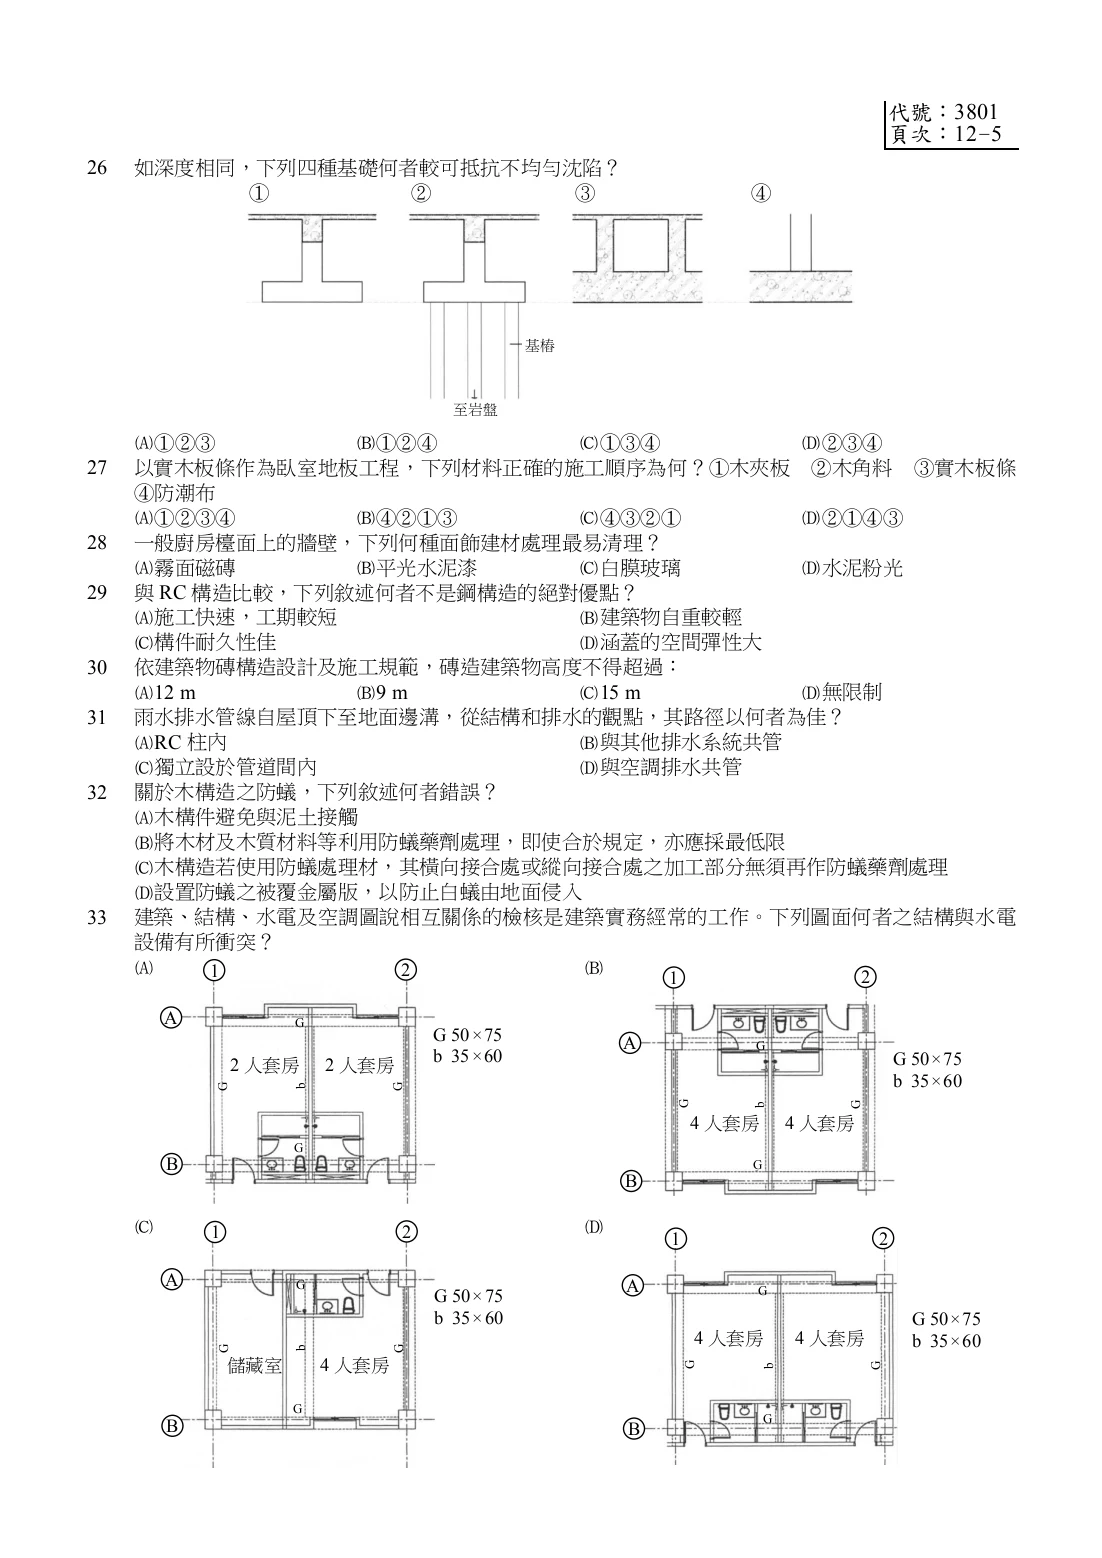 代號：3801
頁次：12－5
26 如深度相同，下列四種基礎何者較可抵抗不均勻沈陷？
① ② ③ ④
基樁
至岩盤
(A)①②③ (B)①②④ (C)①③④ (D)②③④
27 以實木板條作為臥室地板工程，下列材料正確的施工順序為何？①木夾板 ②木角料 ③實木板條
④防潮布
(A)①②③④ (B)④②①③ (C)④③②① (D)②①④③
28 一般廚房檯面上的牆壁，下列何種面飾建材處理最易清理？
(A)霧面磁磚 (B)平光水泥漆 (C)白膜玻璃 (D)水泥粉光
29 與 RC 構造比較，下列敘述何者不是鋼構造的絕對優點？
(A)施工快速，工期較短 (B)建築物自重較輕
(C)構件耐久性佳 (D)涵蓋的空間彈性大
30 依建築物磚構造設計及施工規範，磚造建築物高度不得超過：
(A)12 m (B)9 m (C)15 m (D)無限制
31 雨水排水管線自屋頂下至地面邊溝，從結構和排水的觀點，其路徑以何者為佳？
(A)RC 柱內 (B)與其他排水系統共管
(C)獨立設於管道間內 (D)與空調排水共管
32 關於木構造之防蟻，下列敘述何者錯誤？
(A)木構件避免與泥土接觸
(B)將木材及木質材料等利用防蟻藥劑處理，即使合於規定，亦應採最低限
(C)木構造若使用防蟻處理材，其橫向接合處或縱向接合處之加工部分無須再作防蟻藥劑處理
(D)設置防蟻之被覆金屬版，以防止白蟻由地面侵入
33 建築、結構、水電及空調圖說相互關係的檢核是建築實務經常的工作。下列圖面何者之結構與水電
設備有所衝突？
(A) ① ②
A
G
G 50×75
b 35×60
2 人套房 2 人套房
G b G
G
B
(B) ① ②
A
G
G 50×75
b 35×60
G b G
4 人套房 4 人套房
G
B
(C) ① ②
A
G
G 50×75
b 35×60
G b G
儲藏室 4 人套房
G
B
(D) ① ②
A
G
G 50×75
b 35×60
4 人套房 4 人套房
G b G
G
B